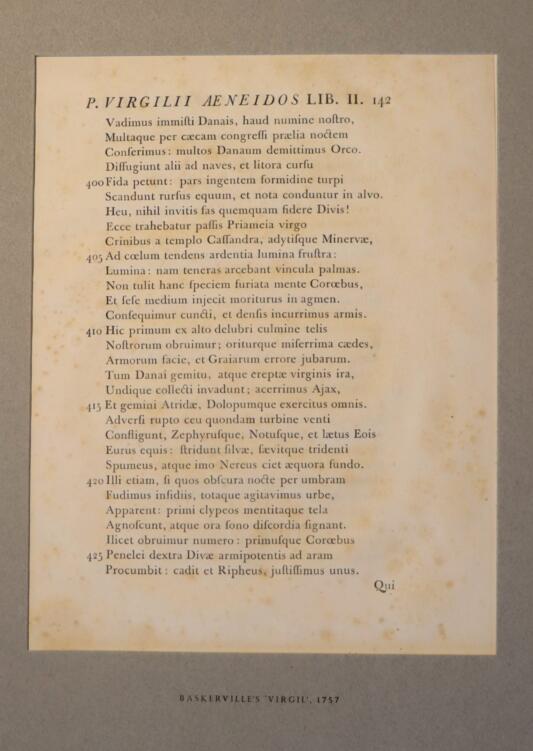 P. VIRGILII AENEIDOS LIB. II. 142
Vadimus immiſti Danais, haud numine noſtro,
Multaque per cæcam congreſſi prælia noctem
Conſerimus: multos Danaum demittimus Orco.
Diffugiunt alii ad naves, et litora curſu
400 Fida petunt: pars ingentem formidine turpi
Scandunt rurſus equum, et nota conduntur in alvo.
Heu, nihil invitis fas quemquam fidere Divis!
Ecce trahebatur paſſis Priameia virgo
Crinibus a templo Caſſandra, adytiſque Minervæ,
405 Ad cœlum tendens ardentia lumina fruſtra:
Lumina: nam teneras arcebant vincula palmas.
Non tulit hanc ſpeciem furiata mente Corœbus,
Et ſeſe medium injecit moriturus in agmen.
Conſequimur cuncti, et denſis incurrimus armis.
410 Hic primum ex alto delubri culmine telis
Noſtrorum obruimur; oriturque miſerrima cædes,
Armorum facie, et Graiarum errore jubarum.
Tum Danai gemitu, atque ereptæ virginis ira,
Undique collecti invadunt; acerrimus Ajax,
415 Et gemini Atridæ, Dolopumque exercitus omnis.
Adverſi rupto ceu quondam turbine venti
Confligunt, Zephyruſque, Notuſque, et lætus Eois
Eurus equis: ſtridunt ſilvæ, ſævitque tridenti
Spumeus, atque imo Nereus ciet æquora fundo.
420 Illi etiam, ſi quos obſcura nocte per umbram
Fudimus inſidiis, totaque agitavimus urbe,
Apparent: primi clypeos mentitaque tela
Agnoſcunt, atque ora ſono diſcordia ſignant.
Ilicet obruimur numero: primuſque Corœbus
425 Penelei dextra Divæ armipotentis ad aram
Procumbit: cadit et Ripheus, juſtiſſimus unus.
Qui
BASKERVILLE'S 'VIRGIL', 1757